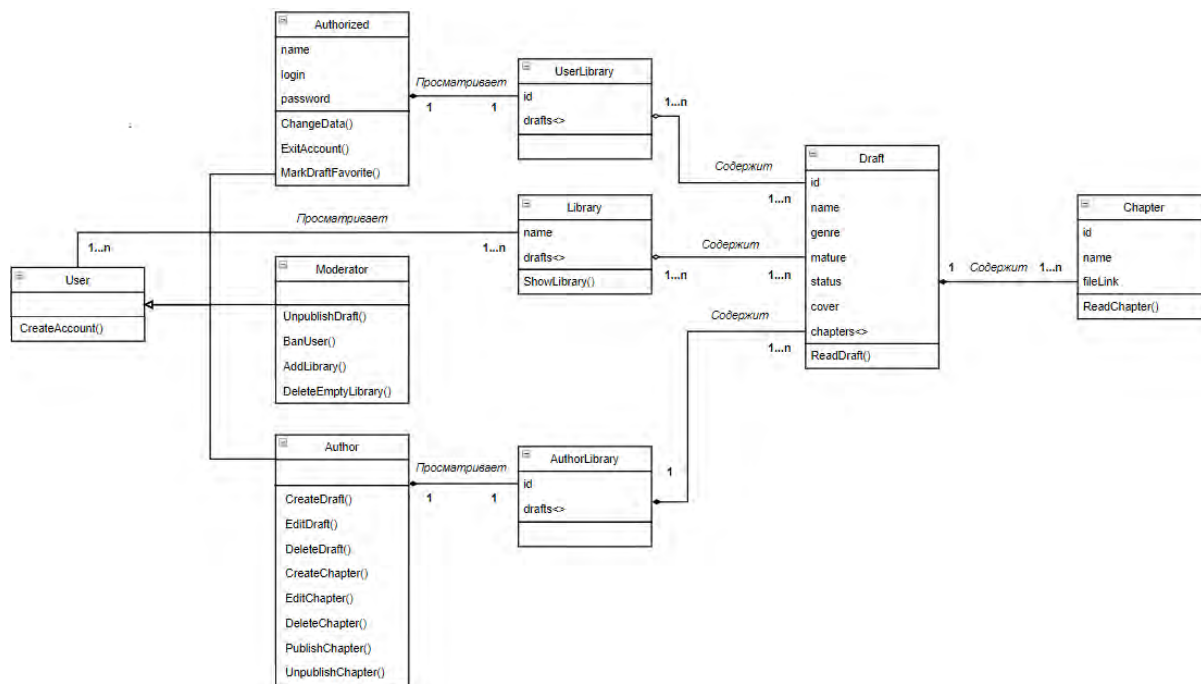 Authorized
name
login
password
ChangeData()
ExitAccount()
MarkDraftFavorite()
Просматривает
1
1
UserLibrary
id
drafts<>
1...n
Содержит
1...n
Просматривает
1...n
1...n
Library
name
drafts<>
ShowLibrary()
Содержит
1...n
1...n
User
CreateAccount()
Moderator
UnpublishDraft()
BanUser()
AddLibrary()
DeleteEmptyLibrary()
Draft
id
name
genre
mature
status
cover
chapters<>
ReadDraft()
1
Содержит
1...n
Chapter
id
name
fileLink
ReadChapter()
Содержит
1...n
1
Author
CreateDraft()
EditDraft()
DeleteDraft()
CreateChapter()
EditChapter()
DeleteChapter()
PublishChapter()
UnpublishChapter()
Просматривает
1
1
AuthorLibrary
id
drafts<>